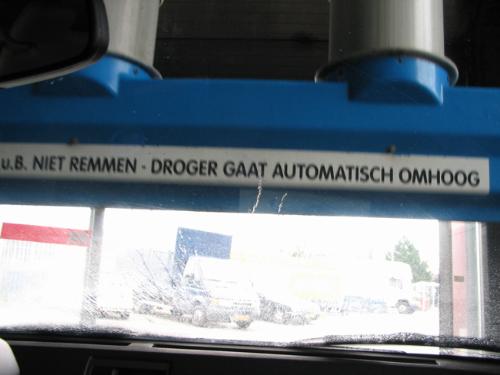 u.B. NIET REMMEN - DROGER GAAT AUTOMATISCH OMHOOG